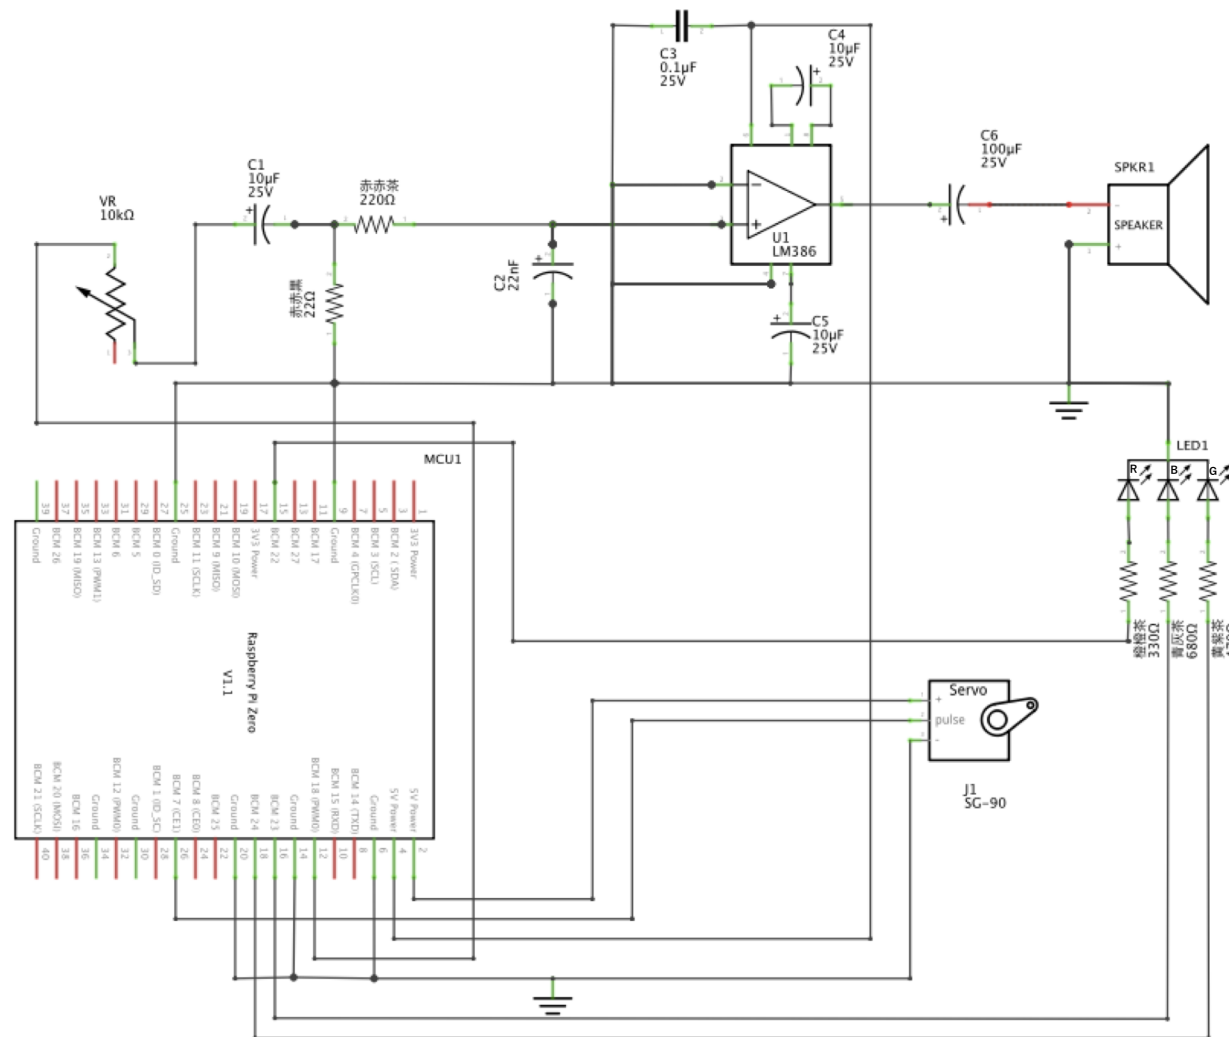 C3
0.1μF
25V
C4
10μF
25V
C1
10μF
25V
赤赤茶
220Ω
VR
10kΩ
C6
100μF
25V
SPKR1
SPEAKER
-
+
U1
LM386
C2
22nF
赤赤黒
22Ω
C5
10μF
25V
MCU1
LED1
R
B
G
39 37 35 33 31 29 27 25 23 21 19 17 15 13 11 9 7 5 3 1
Ground
BCM 26
BCM 19 (MISO)
BCM 13 (PWM1)
BCM 6
BCM 5
BCM 0 (ID_SD)
Ground
BCM 11 (SCLK)
BCM 9 (MISO)
BCM 10 (MOSI)
3V3 Power
BCM 22
BCM 27
BCM 17
Ground
BCM 4 (GPCLK0)
BCM 3 (SCL)
BCM 2 ( SDA)
3V3 Power
橙橙茶
330Ω
青灰茶
680Ω
黄紫茶
Raspberry Pi Zero
V1.1
Servo
+
pulse
-
J1
SG-90
BCM 21 (SCLK)
BCM 20 (MOSI)
BCM 16
Ground
BCM 12 (PWM0)
Ground
BCM 1 (ID_SC)
BCM 7 (CE1)
BCM 8 (CE0)
BCM 25
Ground
BCM 24
BCM 23
Ground
BCM 18 (PWM0)
BCM 15 (RXD)
BCM 14 (TXD)
Ground
5V Power
5V Power
40 38 36 34 32 30 28 26 24 22 20 18 16 14 12 10 8 6 4 2